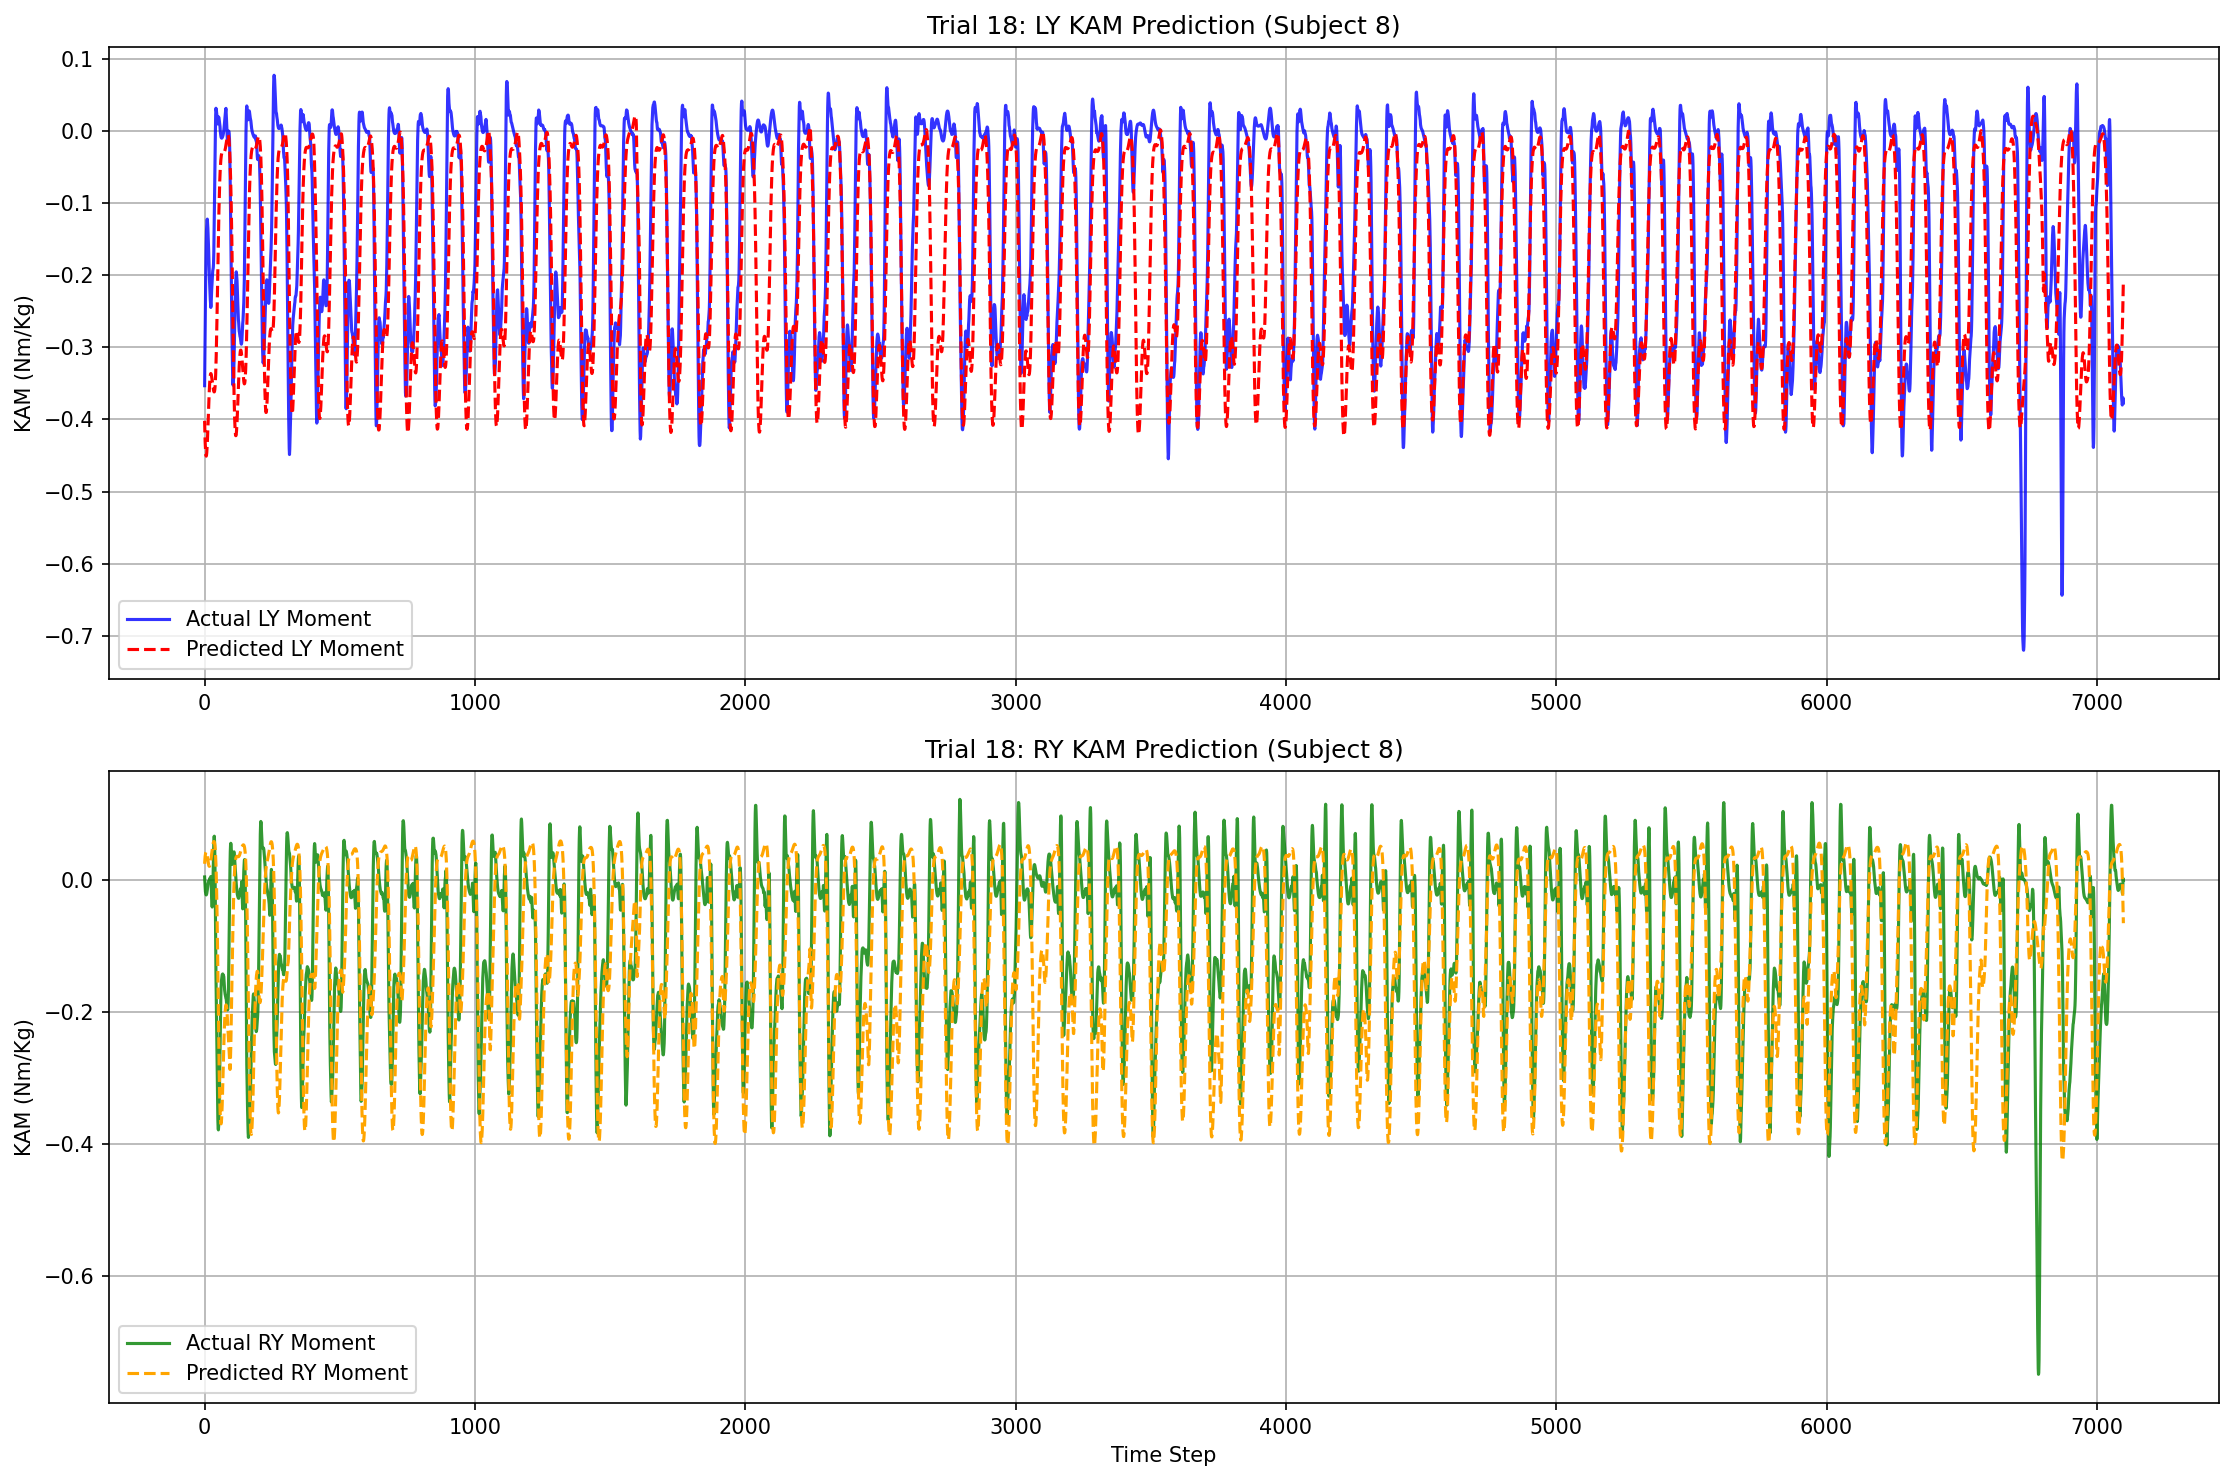 Trial 18: LY KAM Prediction (Subject 8)
KAM (Nm/Kg)
0.1
0.0
−0.1
−0.2
−0.3
−0.4
−0.5
−0.6
−0.7
Actual LY Moment
Predicted LY Moment
0 1000 2000 3000 4000 5000 6000 7000
Trial 18: RY KAM Prediction (Subject 8)
KAM (Nm/Kg)
0.0
−0.2
−0.4
−0.6
Actual RY Moment
Predicted RY Moment
0 1000 2000 3000 4000 5000 6000 7000
Time Step